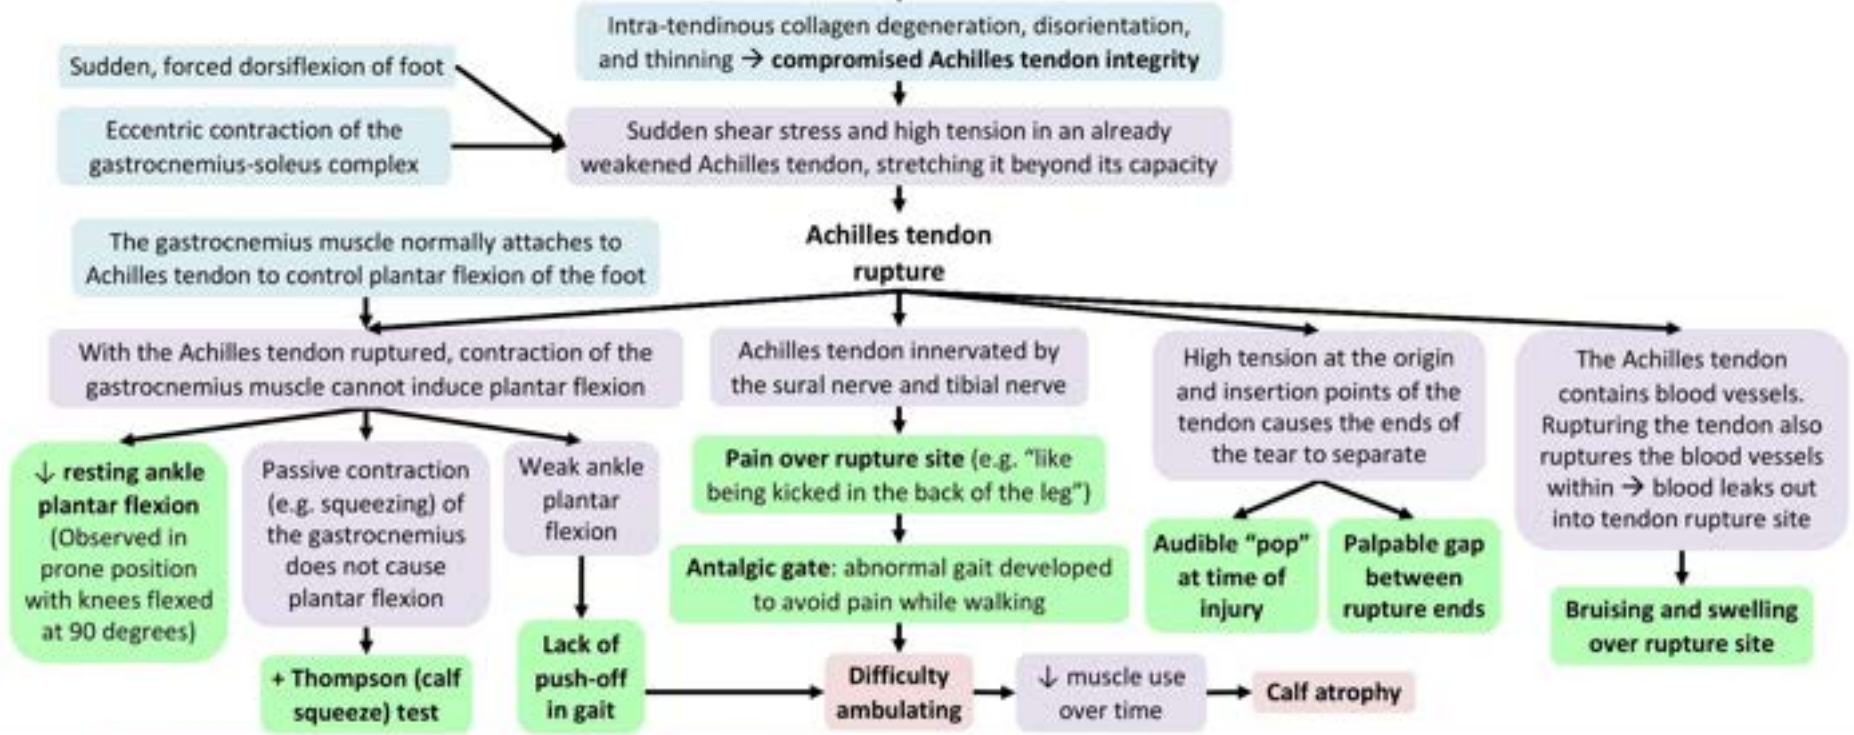 Intra-tendinous collagen degeneration, disorientation,
and thinning → compromised Achilles tendon integrity
Sudden, forced dorsiflexion of foot
Eccentric contraction of the
gastrocnemius-soleus complex
Sudden shear stress and high tension in an already
weakened Achilles tendon, stretching it beyond its capacity
The gastrocnemius muscle normally attaches to
Achilles tendon to control plantar flexion of the foot
Achilles tendon
rupture
With the Achilles tendon ruptured, contraction of the
gastrocnemius muscle cannot induce plantar flexion
Achilles tendon innervated by
the sural nerve and tibial nerve
High tension at the origin
and insertion points of the
tendon causes the ends of
the tear to separate
The Achilles tendon
contains blood vessels.
Rupturing the tendon also
ruptures the blood vessels
within → blood leaks out
into tendon rupture site
↓ resting ankle
plantar flexion
(Observed in
prone position
with knees flexed
at 90 degrees)
Passive contraction
(e.g. squeezing) of
the gastrocnemius
does not cause
plantar flexion
Weak ankle
plantar
flexion
Pain over rupture site (e.g. “like
being kicked in the back of the leg”)
Antalgic gate: abnormal gait developed
to avoid pain while walking
Audible “pop”
at time of
injury
Palpable gap
between
rupture ends
Bruising and swelling
over rupture site
+ Thompson (calf
squeeze) test
Lack of
push-off
in gait
Difficulty
ambulating
↓ muscle use
over time
Calf atrophy